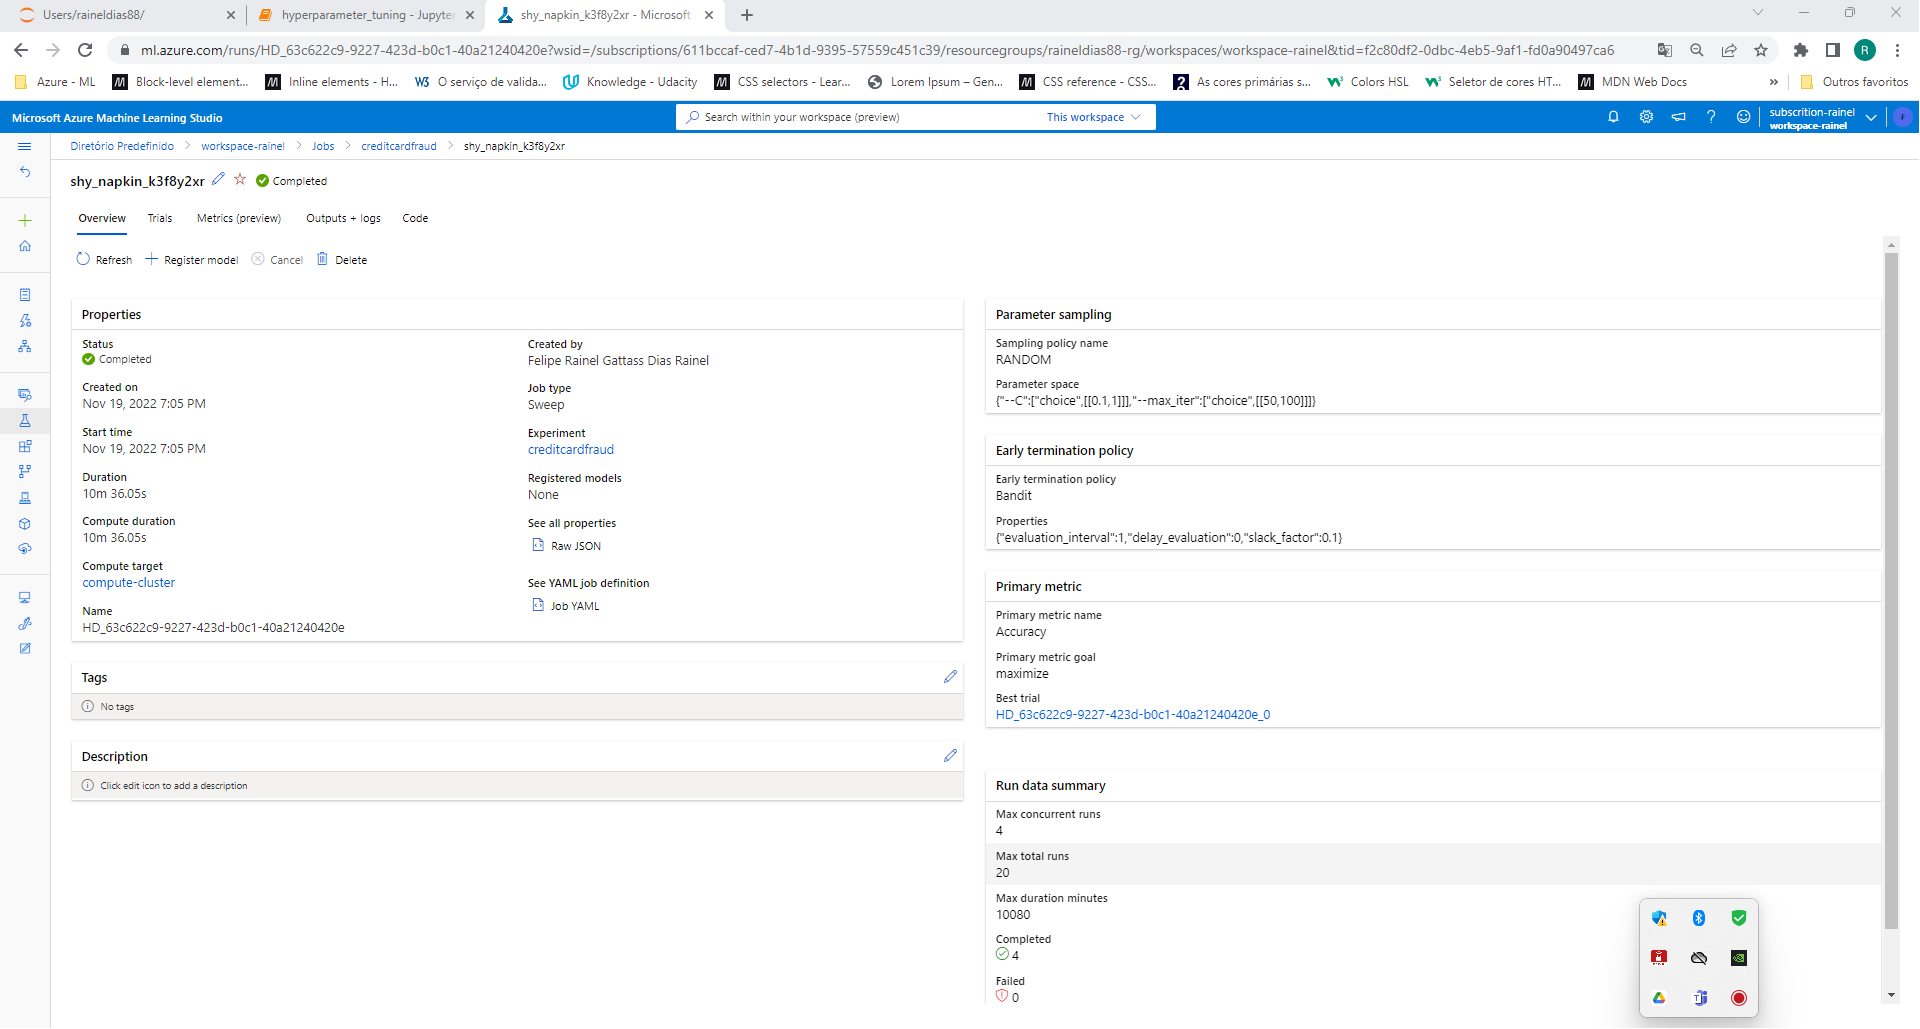 Users/raineldias88/
hyperparameter_tuning - Jupyter
shy_napkin_k3f8y2xr - Microsoft
ml.azure.com/runs/HD_63c622c9-9227-423d-b0c1-40a21240420e?wsid=/subscriptions/611bccaf-ced7-4b1d-9395-57559c451c39/resourcegroups/raineldias88-rg/workspaces/workspace-rainel&tid=f2c80df2-0dbc-4eb5-9af1-fd0a90497ca6
R
Azure - ML
Block-level element...
Inline elements - H...
O serviço de valida...
Knowledge - Udacity
CSS selectors - Lear...
Lorem Ipsum – Gen...
CSS reference - CSS...
As cores primárias s...
Colors HSL
Seletor de cores HT...
MDN Web Docs
»
Outros favoritos
Microsoft Azure Machine Learning Studio
Search within your workspace (preview)
This workspace
subscrition-rainel
workspace-rainel
F
Diretório Predefinido > workspace-rainel > Jobs > creditcardfraud > shy_napkin_k3f8y2xr
shy_napkin_k3f8y2xr
Completed
Overview
Trials
Metrics (preview)
Outputs + logs
Code
Refresh
Register model
Cancel
Delete
Properties
Status
Completed
Created on
Nov 19, 2022 7:05 PM
Start time
Nov 19, 2022 7:05 PM
Duration
10m 36.05s
Compute duration
10m 36.05s
Compute target
compute-cluster
Name
HD_63c622c9-9227-423d-b0c1-40a21240420e
Created by
Felipe Rainel Gattass Dias Rainel
Job type
Sweep
Experiment
creditcardfraud
Registered models
None
See all properties
Raw JSON
See YAML job definition
Job YAML
Tags
No tags
Description
Click edit icon to add a description
Parameter sampling
Sampling policy name
RANDOM
Parameter space
{"--C":["choice",[[0.1,1]]],"--max_iter":["choice",[[50,100]]]}
Early termination policy
Early termination policy
Bandit
Properties
{"evaluation_interval":1,"delay_evaluation":0,"slack_factor":0.1}
Primary metric
Primary metric name
Accuracy
Primary metric goal
maximize
Best trial
HD_63c622c9-9227-423d-b0c1-40a21240420e_0
Run data summary
Max concurrent runs
4
Max total runs
20
Max duration minutes
10080
Completed
4
Failed
0